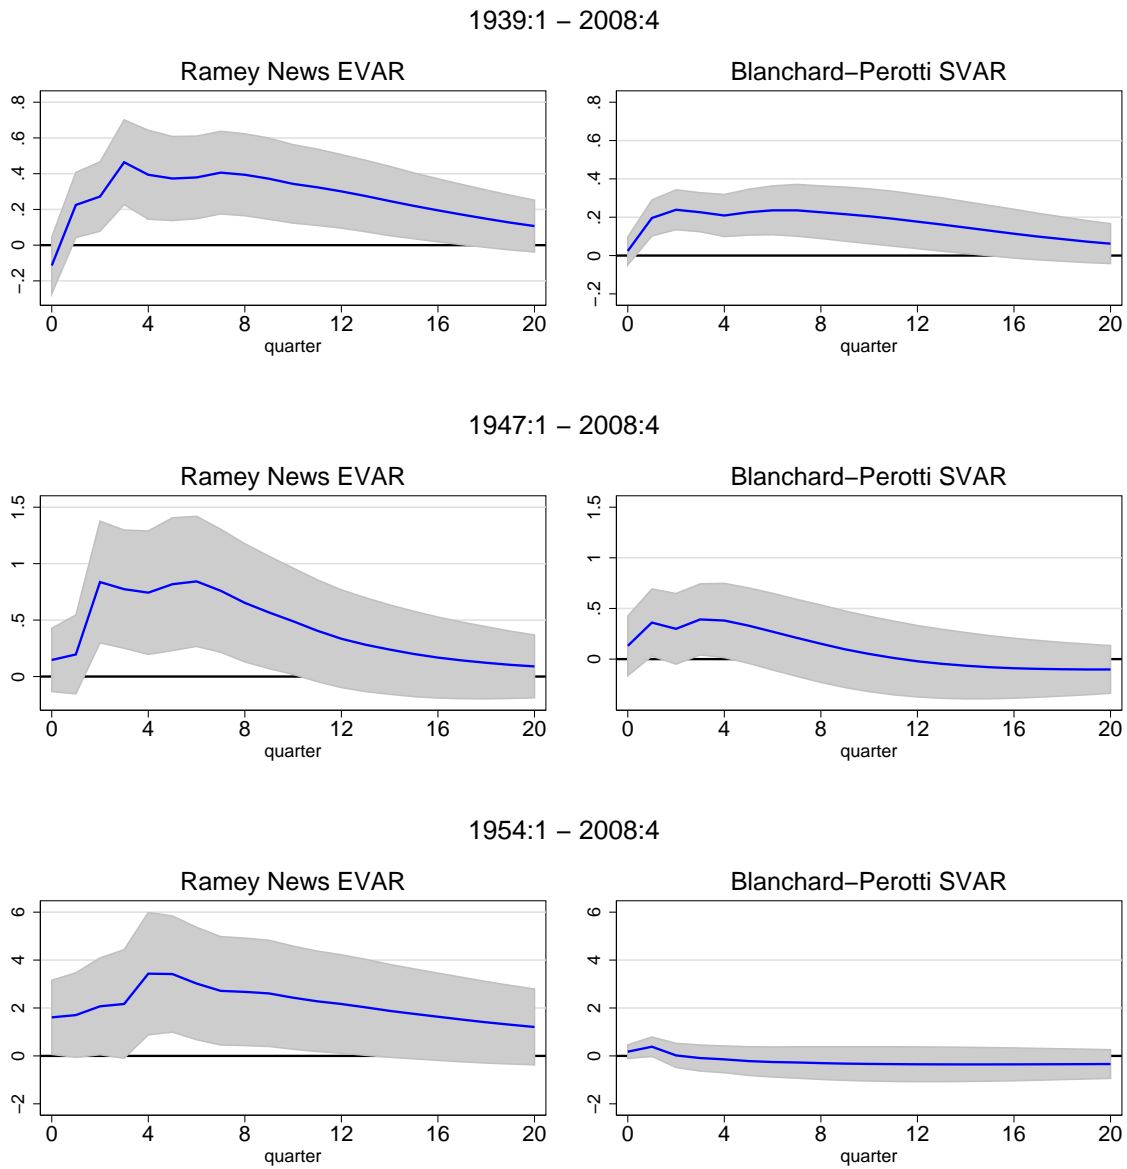 1939:1 − 2008:4
Ramey News EVAR
Blanchard−Perotti SVAR
.8
.6
.4
.2
0
−.2
0 4 8 12 16 20
quarter
.8
.6
.4
.2
0
−.2
0 4 8 12 16 20
quarter
1947:1 − 2008:4
Ramey News EVAR
Blanchard−Perotti SVAR
1.5
1
.5
0
0 4 8 12 16 20
quarter
1.5
1
.5
0
0 4 8 12 16 20
quarter
1954:1 − 2008:4
Ramey News EVAR
Blanchard−Perotti SVAR
6
4
2
0
−2
0 4 8 12 16 20
quarter
6
4
2
0
−2
0 4 8 12 16 20
quarter